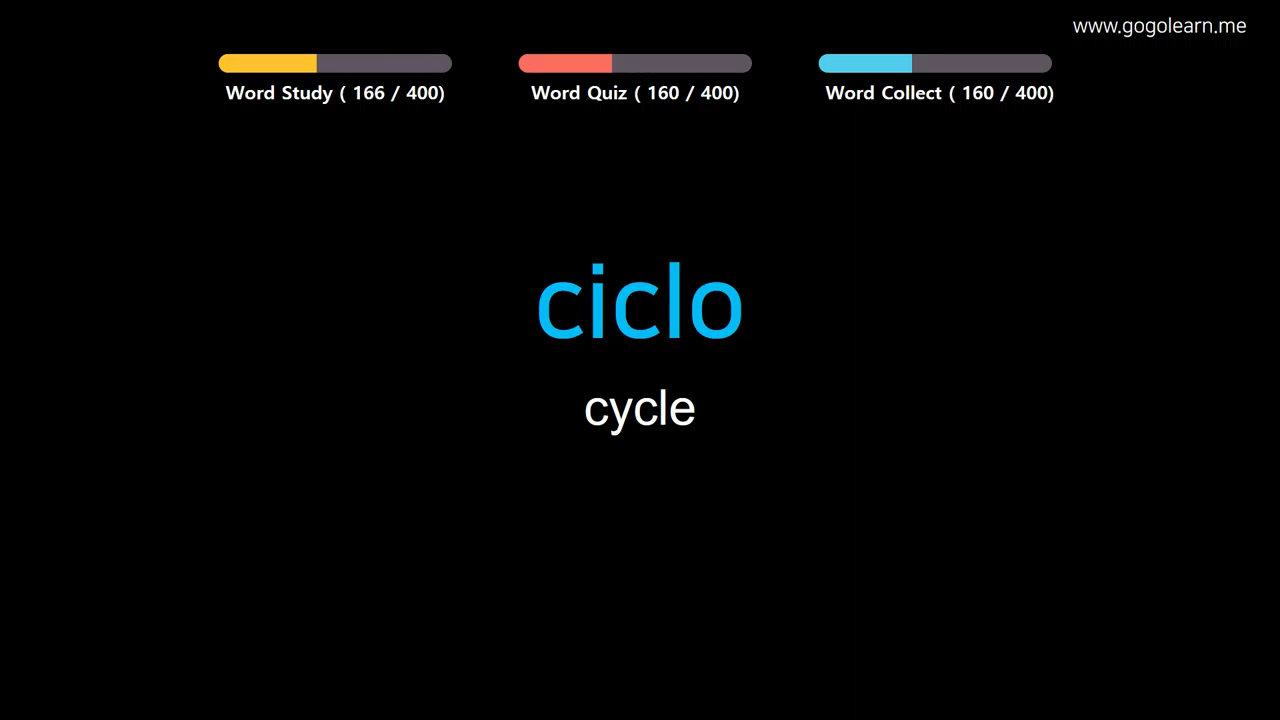 www.gogolearn.me
Word Study ( 166 / 400)
Word Quiz ( 160 / 400)
Word Collect ( 160 / 400)
ciclo
cycle